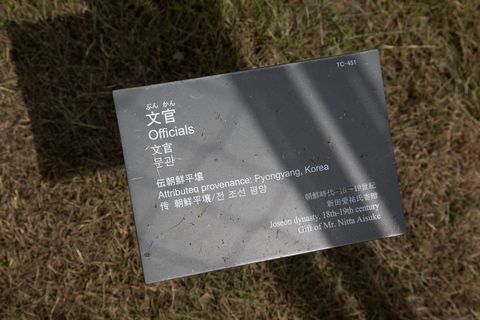 TC-451
ぶん かん
文官
Officials
文官
문관
伝朝鮮平壌
Attributed provenance: Pyongyang, Korea
传 朝鲜平壤/전 조선 평양
朝鮮時代・18〜19世紀
新田愛祐氏寄贈
Joseon dynasty, 18th-19th century
Gift of Mr. Nitta Aisuke